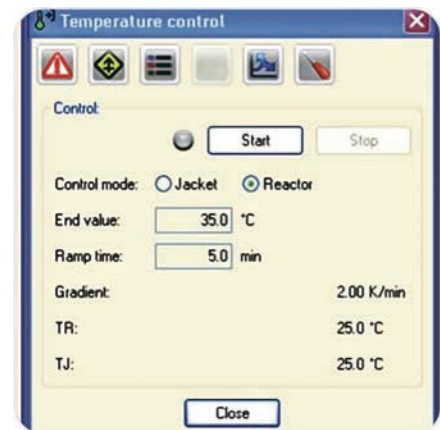 Temperature control
Control:
Start Stop
Control mode: Jacket Reactor
End value: 35.0 °C
Ramp time: 5.0 min
Gradient: 2.00 K/min
TR: 25.0 °C
TJ: 25.0 °C
Close